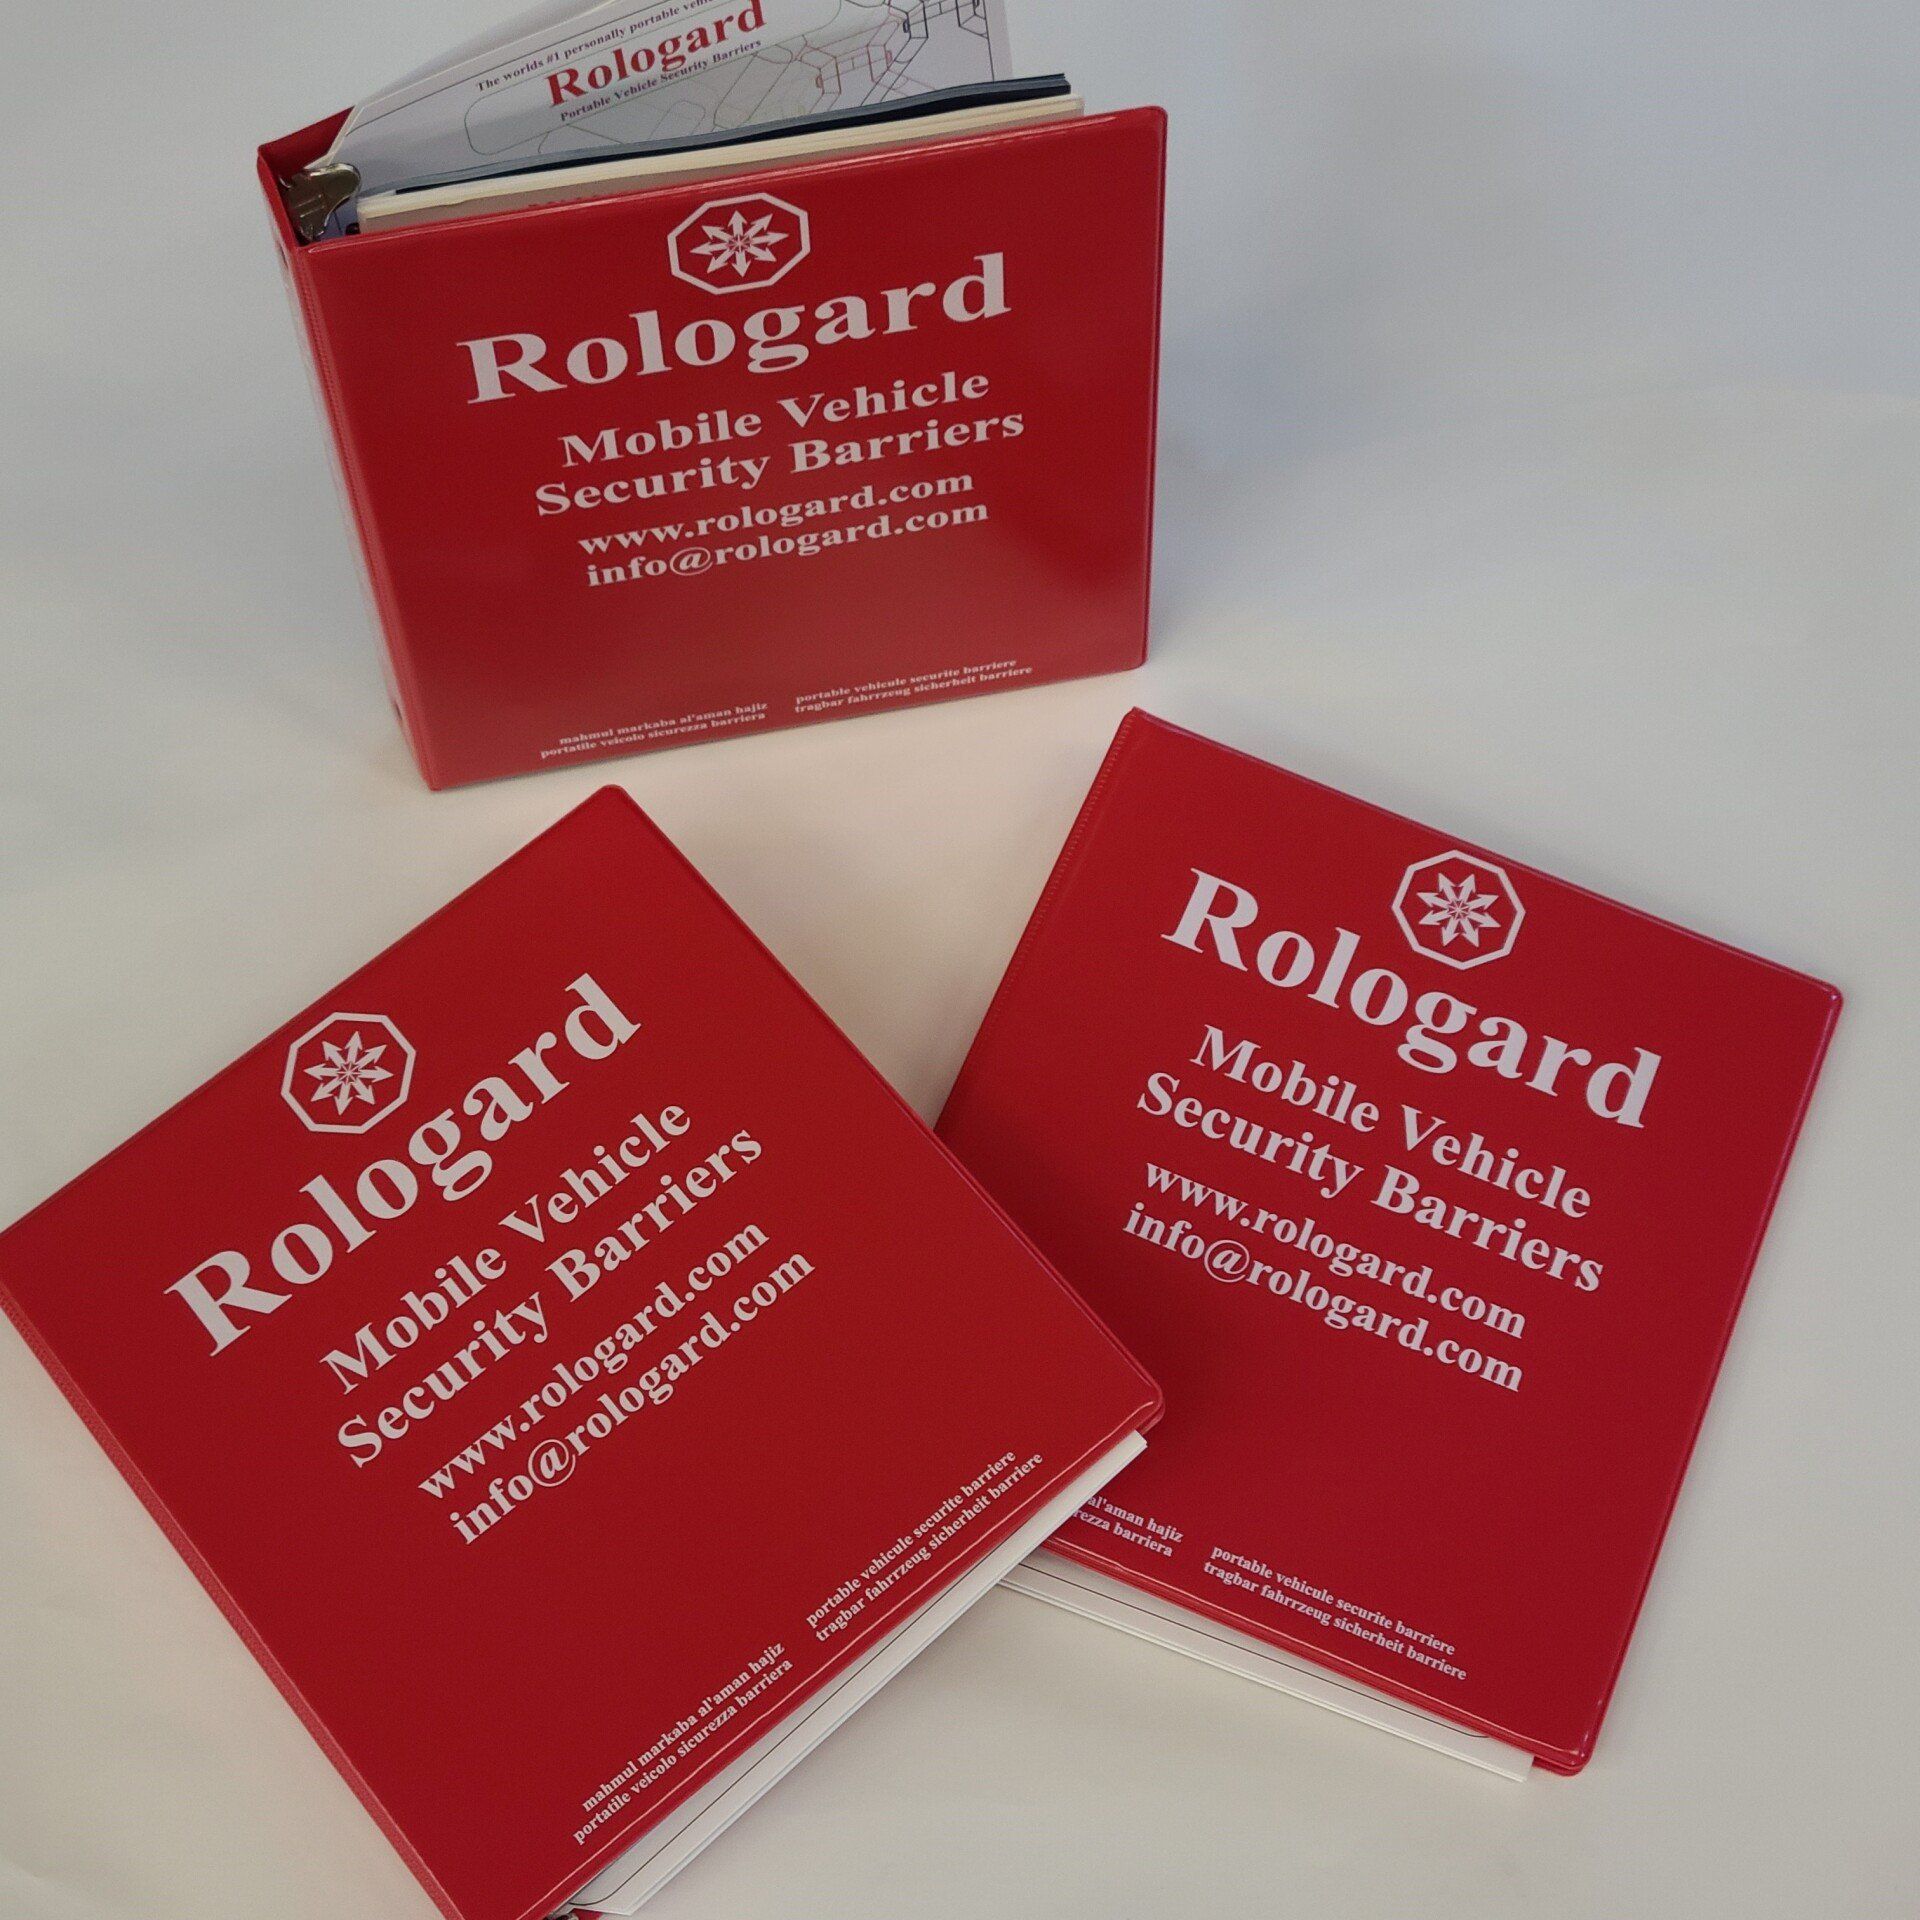 The worlds #1 personally portable
Rologard
Portable Vehicle Security Barriers
Rologard
Mobile Vehicle
Security Barriers
www.rologard.com
info@rologard.com
mahmul markaba al'aman hajiz
portatile veicolo sicurezza barriera
portable vehicule securite barriere
tragbar fahrrzeug sicherheit barriere
Rologard
Mobile Vehicle
Security Barriers
www.rologard.com
info@rologard.com
mahmul markaba al'aman hajiz
portatile veicolo sicurezza barriera
portable vehicule securite barriere
tragbar fahrrzeug sicherheit barriere
Rologard
Mobile Vehicle
Security Barriers
www.rologard.com
info@rologard.com
al'aman hajiz
barriera
portable vehicule securite barriere
tragbar fahrrzeug sicherheit barriere